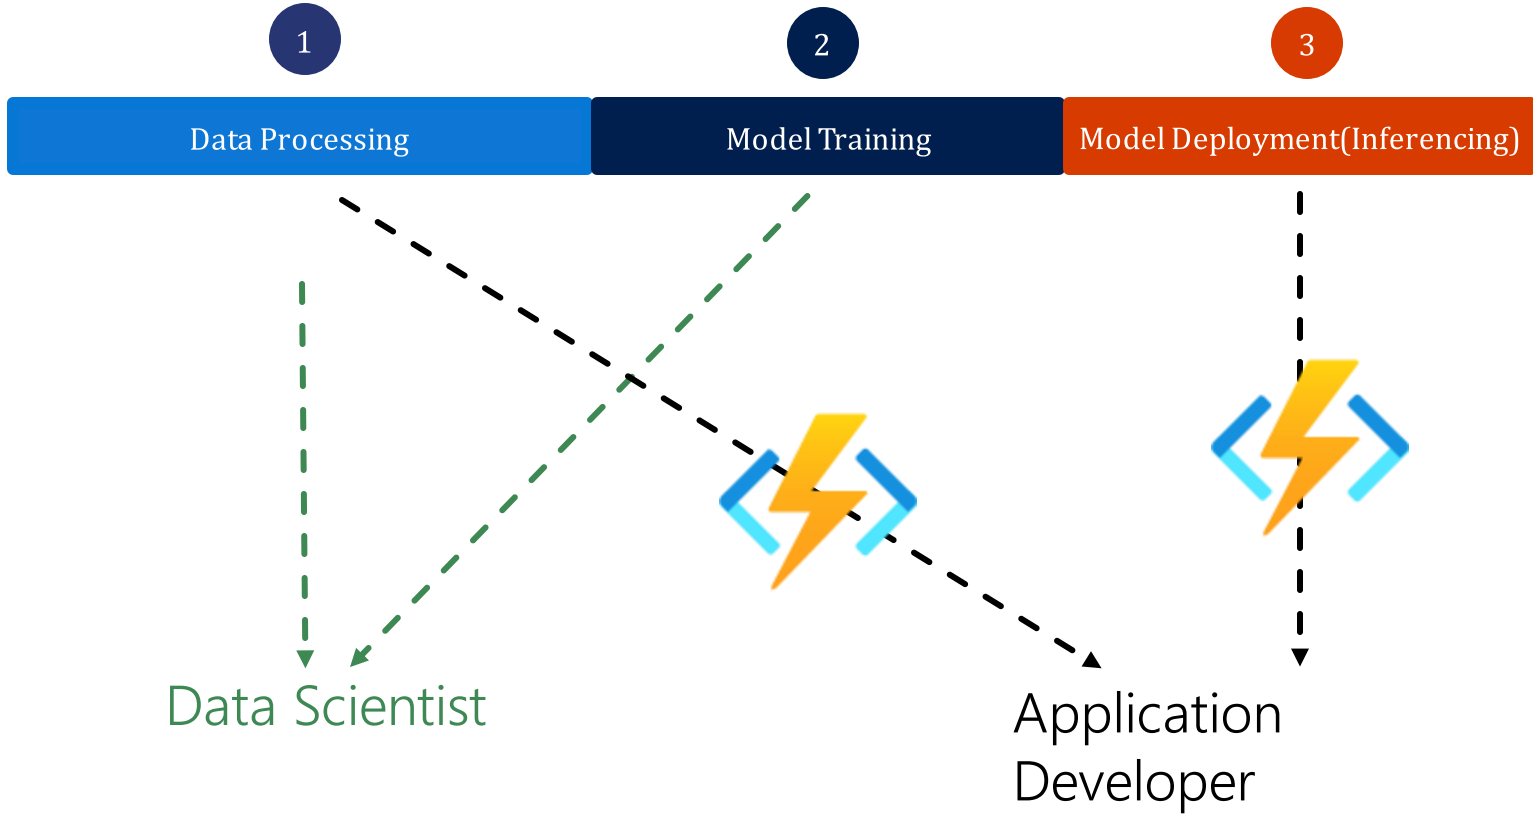 1
2
3
Data Processing
Model Training
Model Deployment(Inferencing)
Data Scientist
Application
Developer